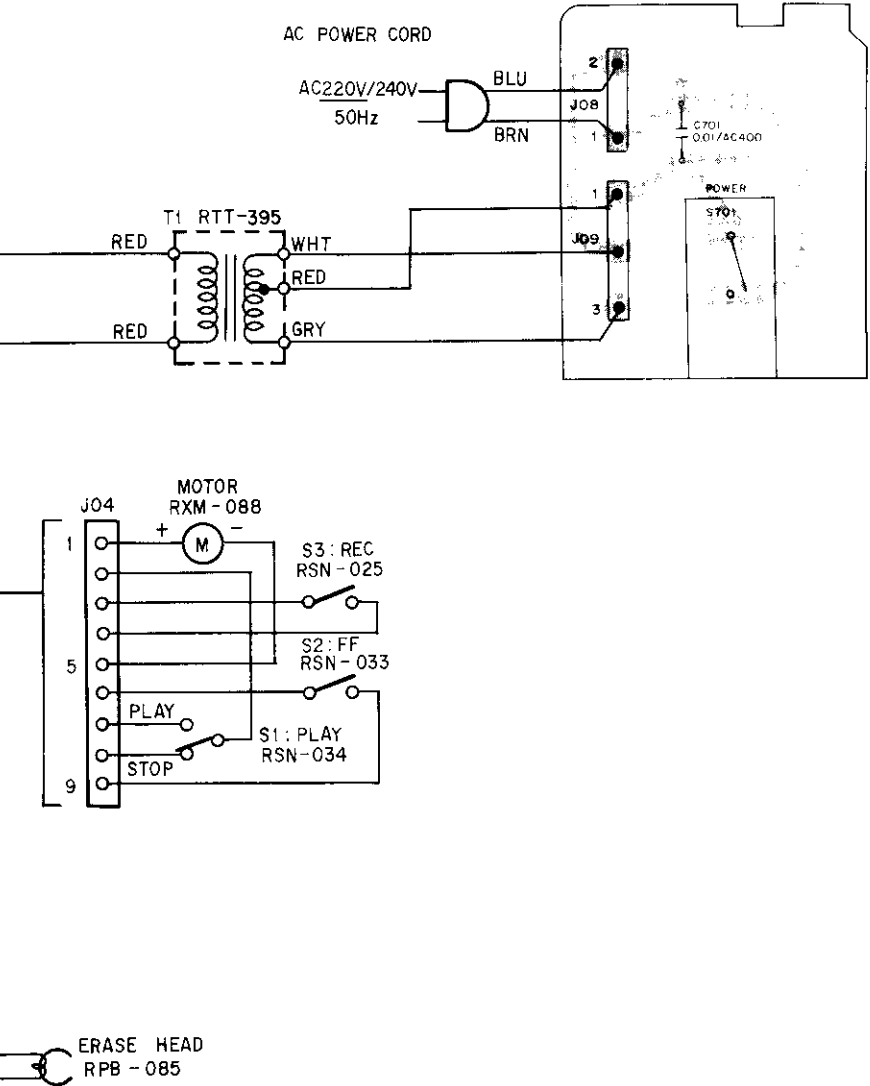 AC POWER CORD
AC220V/240V
50Hz
BLU
BRN
2
J08
1
C701
0.01/AC400
1
J09
3
POWER
S701
T1 RTT-395
RED
WHT
RED
RED
GRY
J04
MOTOR
RXM-088
+
-
M
1
5
9
S3:REC
RSN-025
S2:FF
RSN-033
PLAY
S1:PLAY
RSN-034
STOP
ERASE HEAD
RPB-085